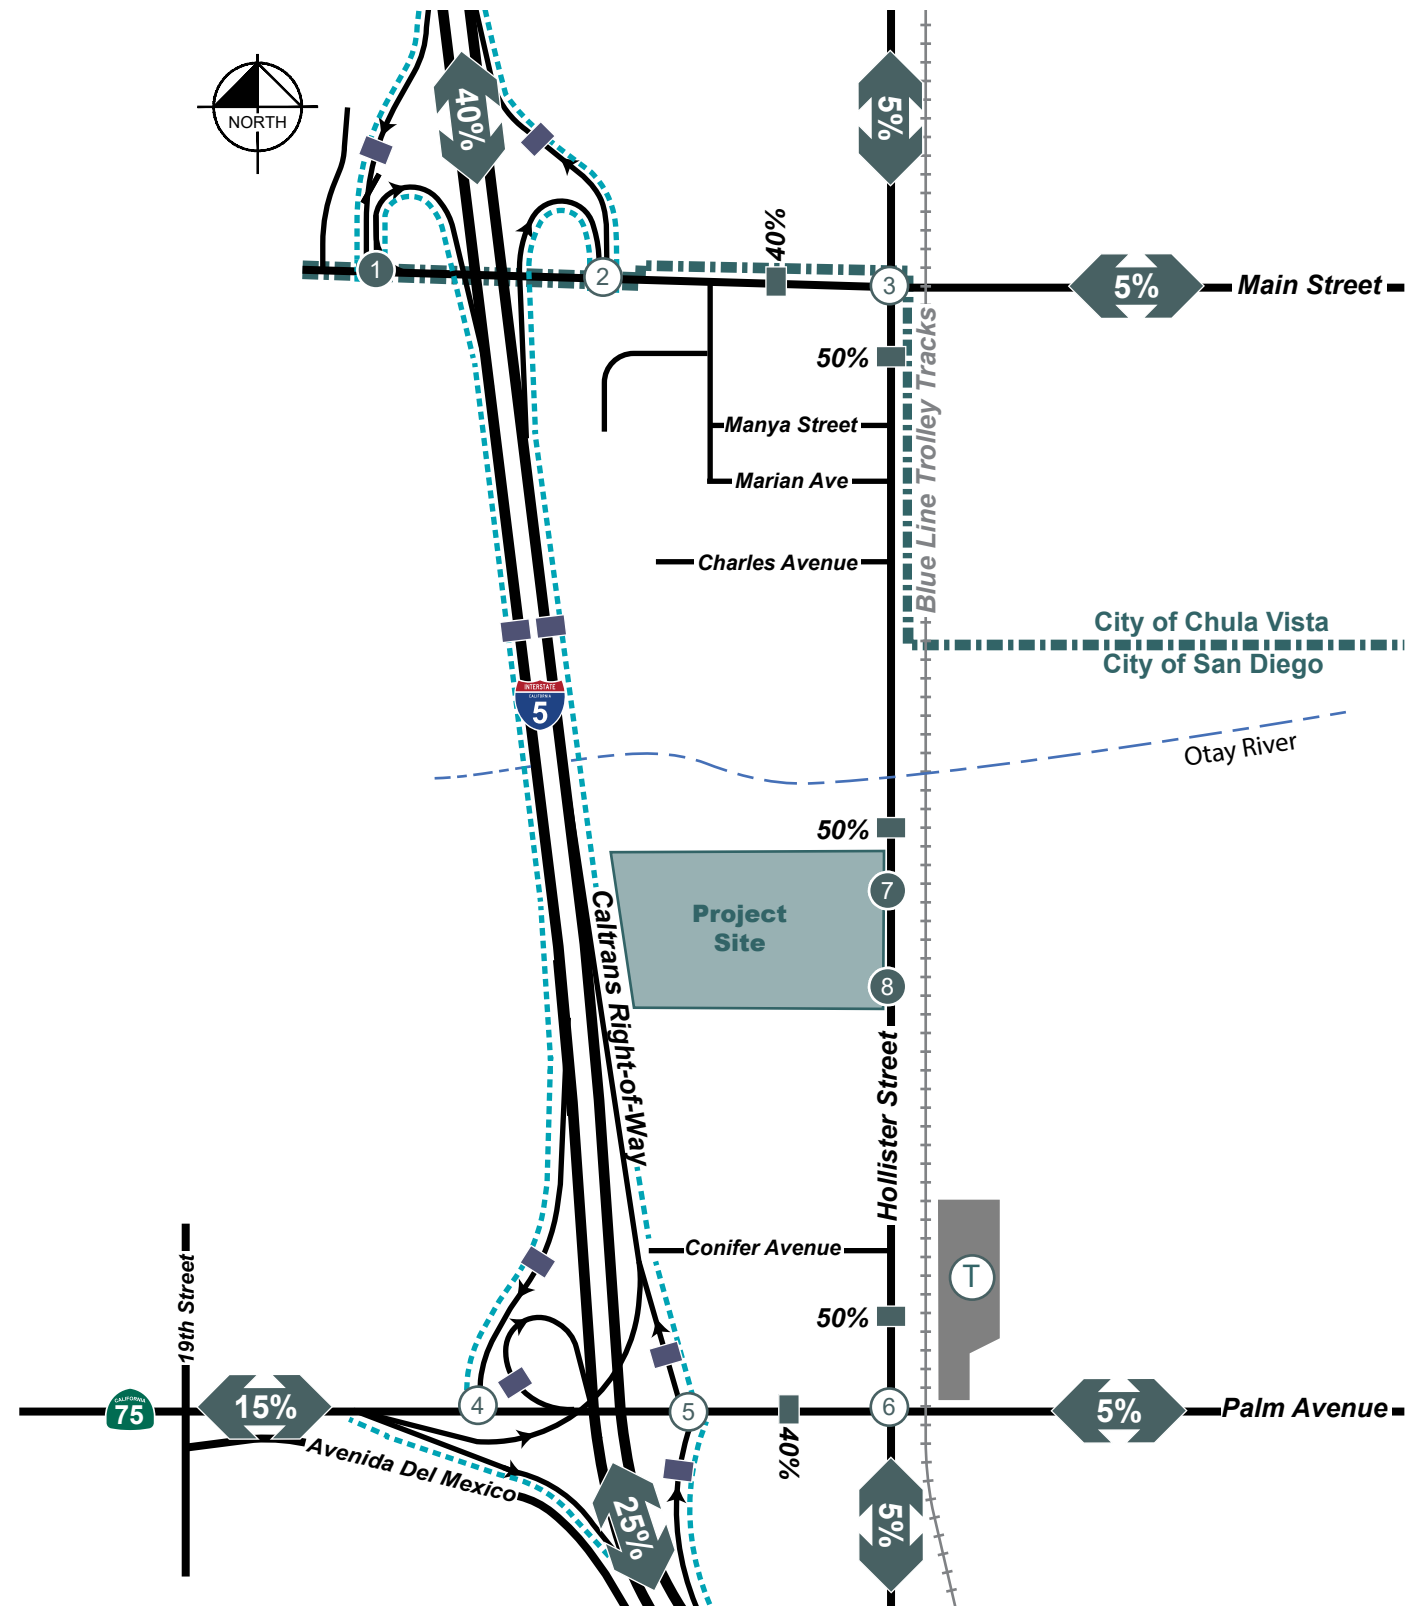 40%
5%
NORTH
40%
1
2
3
5%
Main Street
50%
Blue Line Trolley Tracks
Manya Street
Marian Ave
Charles Avenue
City of Chula Vista
City of San Diego
INTERSTATE
CALIFORNIA
5
Otay River
50%
7
Project
Site
8
Caltrans Right-of-Way
Hollister Street
Conifer Avenue
T
19th Street
50%
CALIFORNIA
75
15%
4
5
6
5%
Palm Avenue
40%
Avenida Del Mexico
25%
5%